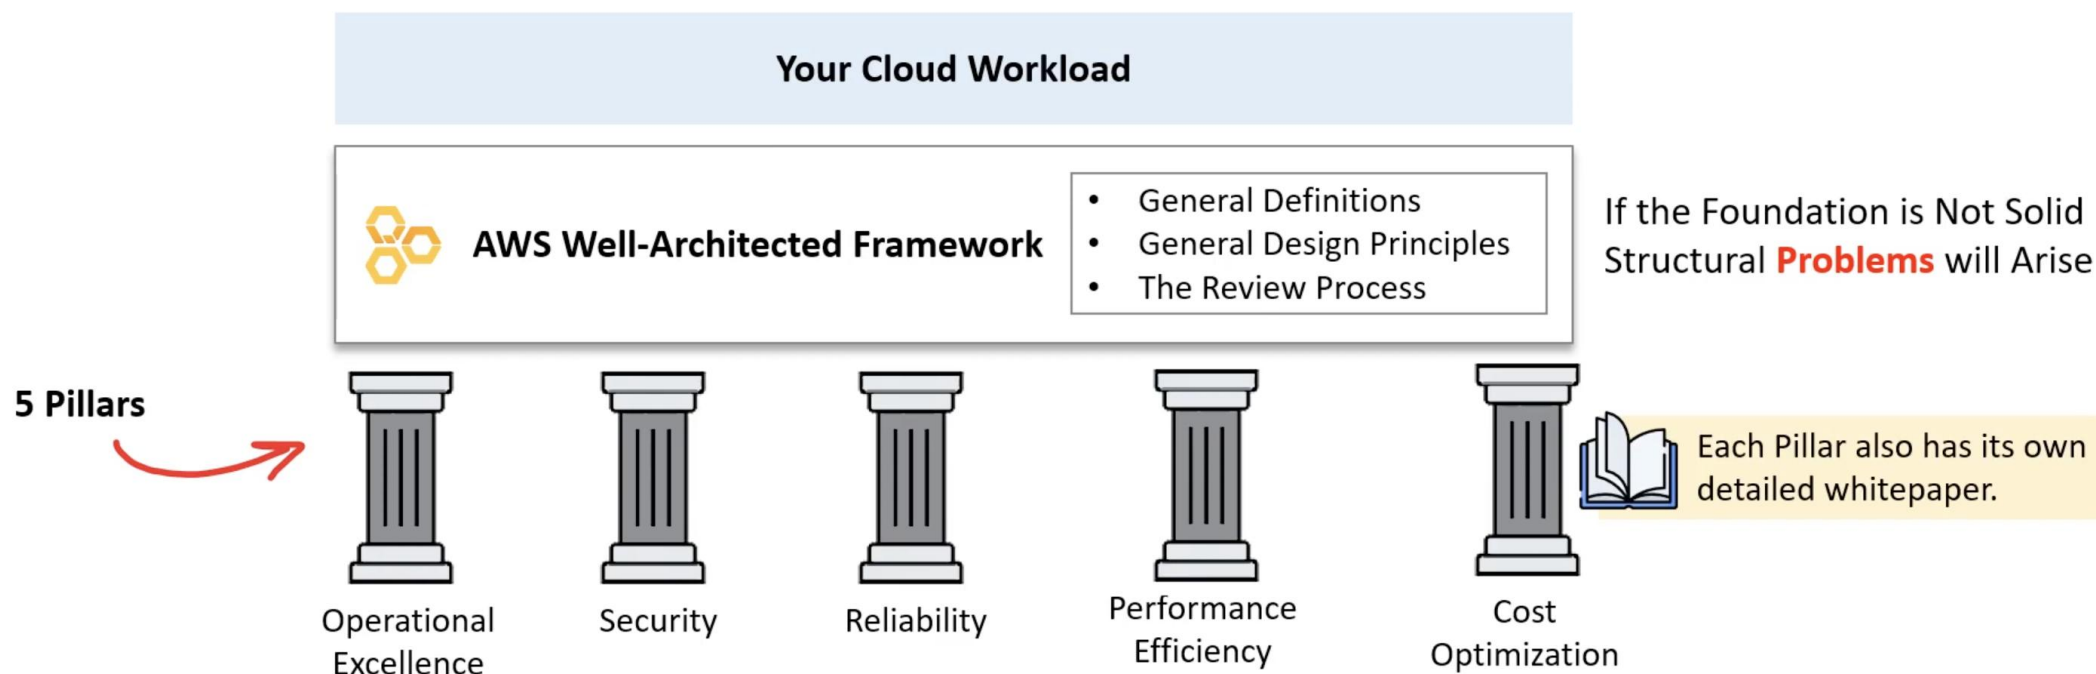 Your Cloud Workload
AWS Well-Architected Framework
• General Definitions
• General Design Principles
• The Review Process
If the Foundation is Not Solid
Structural Problems will Arise
5 Pillars
Each Pillar also has its own
detailed whitepaper.
Operational
Excellence
Security
Reliability
Performance
Efficiency
Cost
Optimization